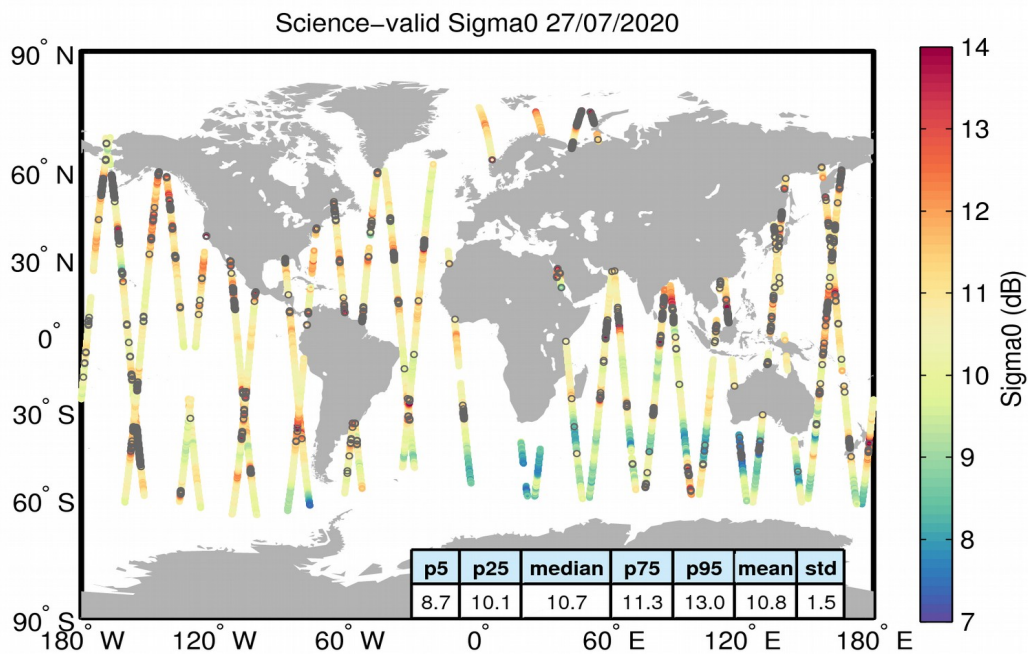 Science−valid Sigma0 27/07/2020
90° N
60° N
30° N
0°
30° S
60° S
90° S
180° W
120° W
60° W
0°
60° E
120° E
180° E
p5 p25 median p75 p95 mean std
8.7 10.1 10.7 11.3 13.0 10.8 1.5
14
13
12
11
10
9
8
7
Sigma0 (dB)